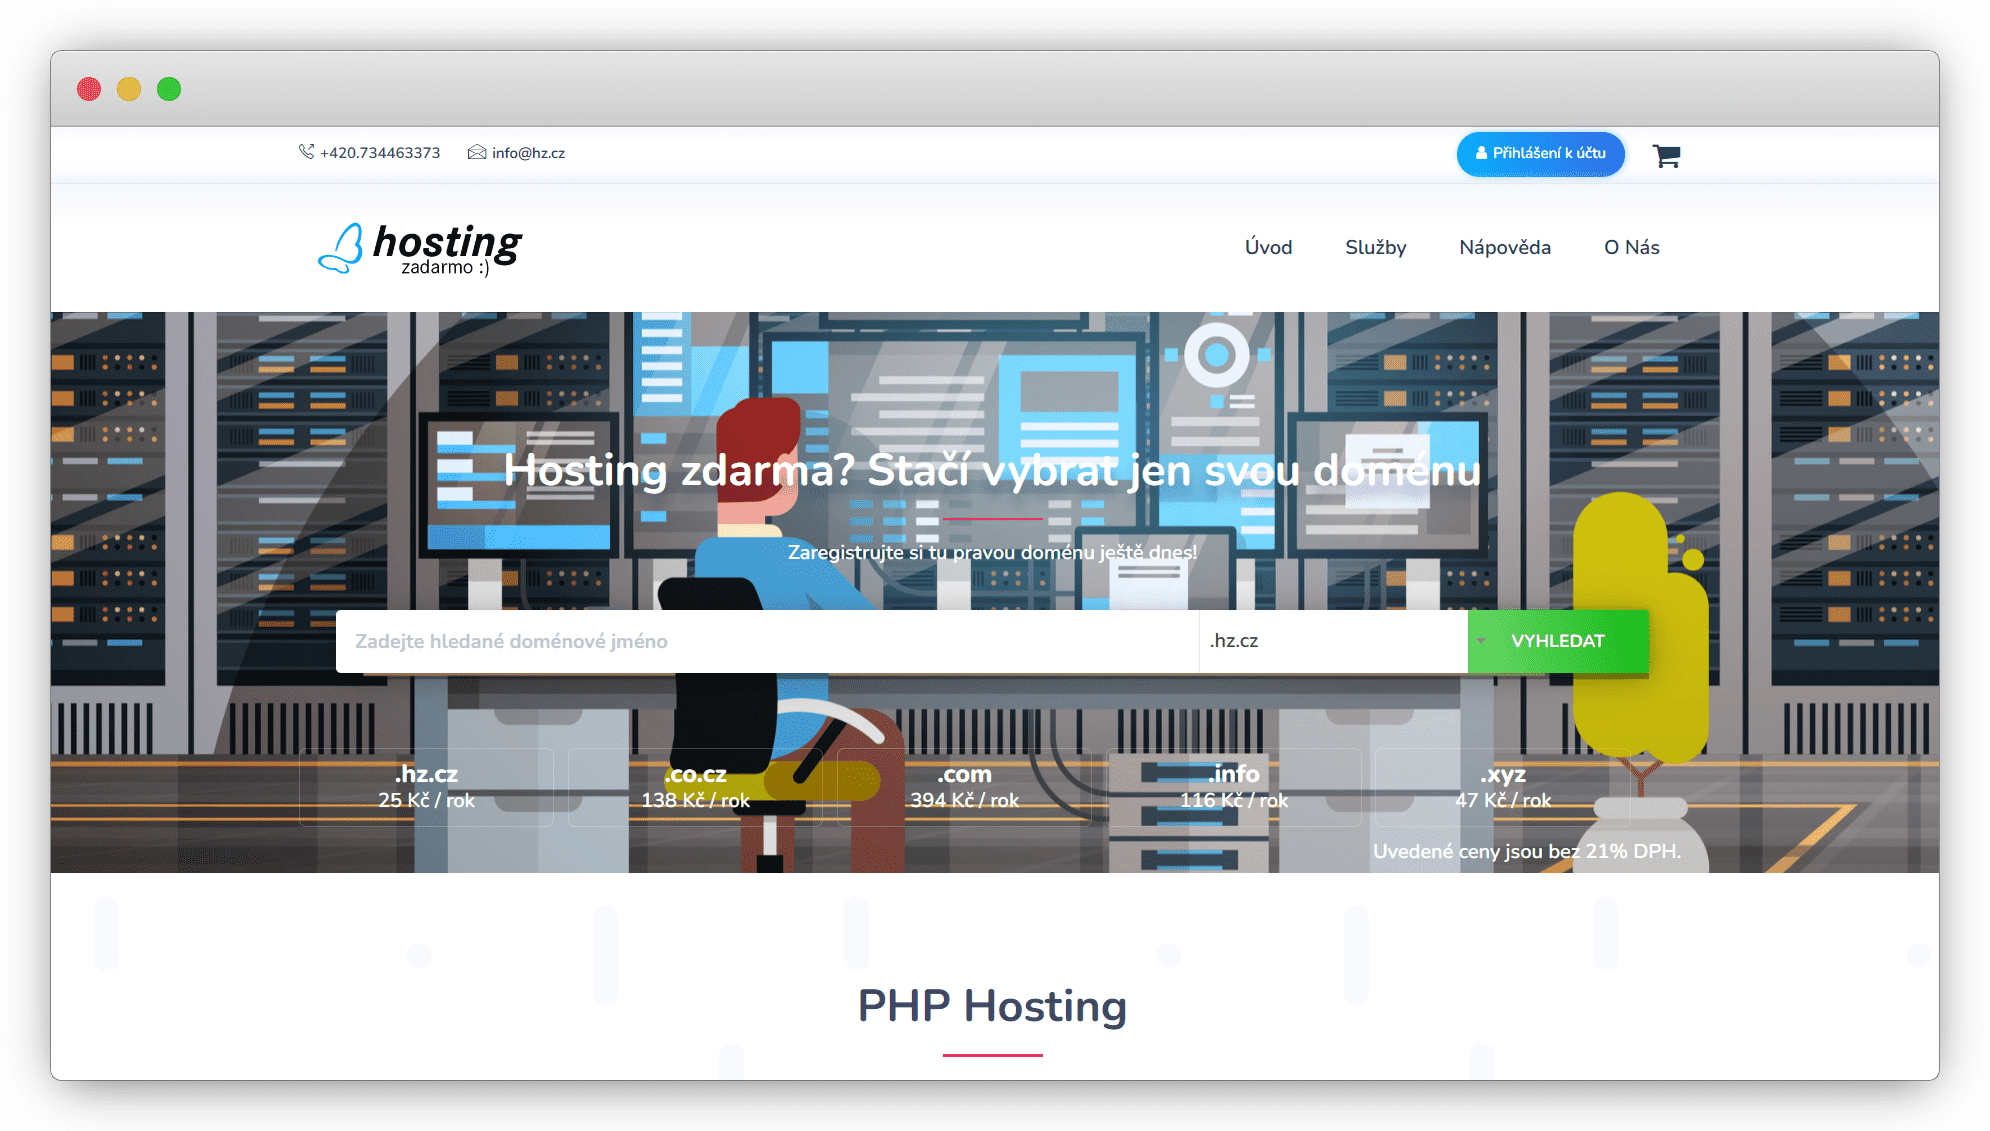 +420.734463373 info@hz.cz Přihlášení k účtu
hosting
zadarmo :)
Úvod Služby Nápověda O Nás
Hosting zdarma? Stačí vybrat jen svou doménu
Zaregistrujte si tu pravou doménu ještě dnes!
Zadejte hledané doménové jméno .hz.cz VYHLEDAT
.hz.cz .co.cz .com .info .xyz
25 Kč / rok 138 Kč / rok 394 Kč / rok 116 Kč / rok 47 Kč / rok
Uvedené ceny jsou bez 21% DPH.
PHP Hosting